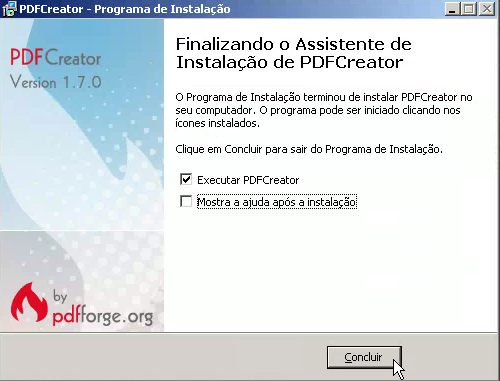 PDFCreator - Programa de Instalação
PDFCreator
Version 1.7.0
Finalizando o Assistente de
Instalação de PDFCreator
O Programa de Instalação terminou de instalar PDFCreator no
seu computador. O programa pode ser iniciado clicando nos
ícones instalados.
Clique em Concluir para sair do Programa de Instalação.
Executar PDFCreator
Mostra a ajuda após a instalação
by
pdfforge.org
Concluir